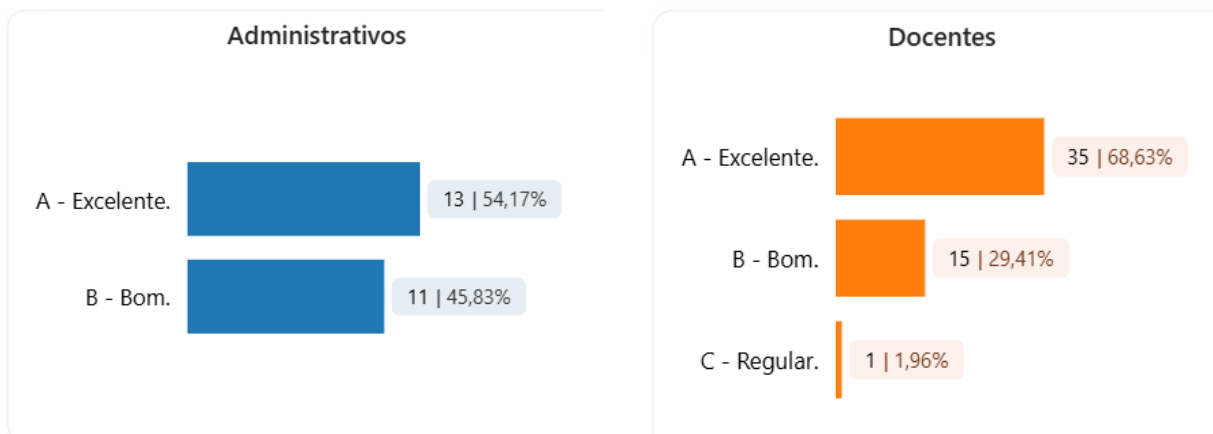 Administrativos
A - Excelente.
13 | 54,17%
B - Bom.
11 | 45,83%
Docentes
A - Excelente.
35 | 68,63%
B - Bom.
15 | 29,41%
C - Regular.
1 | 1,96%